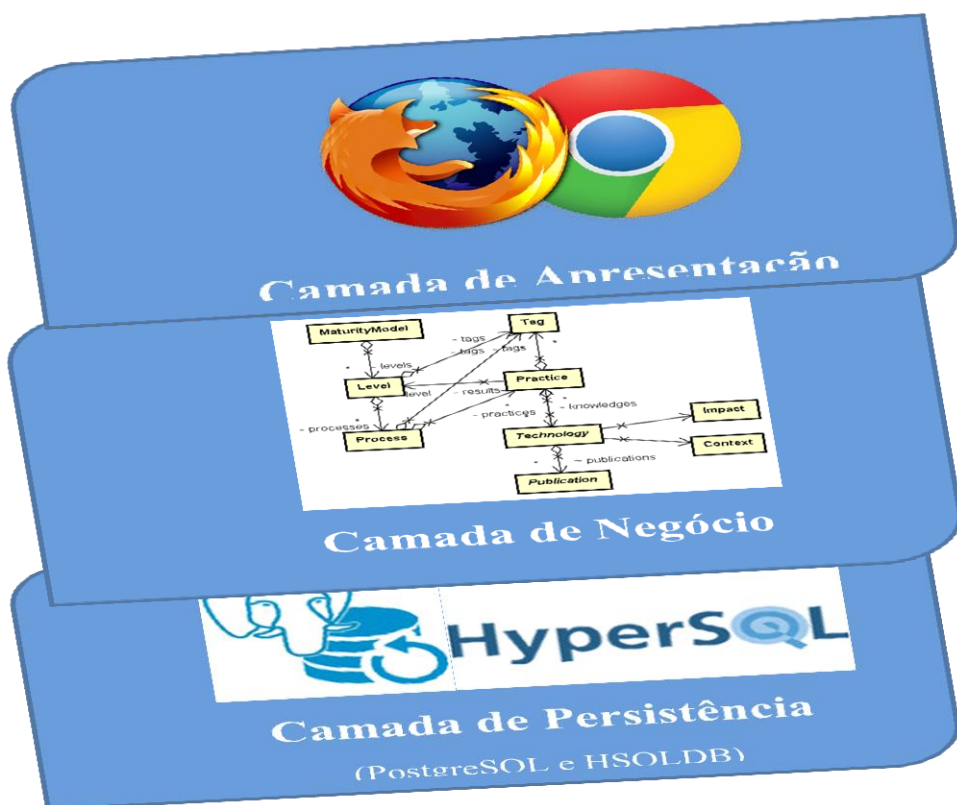 Camada de Apresentação
MaturityModel
Tag
- tags
- tags - tags
- levels
Level
level
- results
Practice
- processes
- practices
- knowledges
Impact
Process
Technology
Context
- publications
Publication
Camada de Negócio
HyperSQL
Camada de Persistência
(PostgreSQL e HSQLDB)